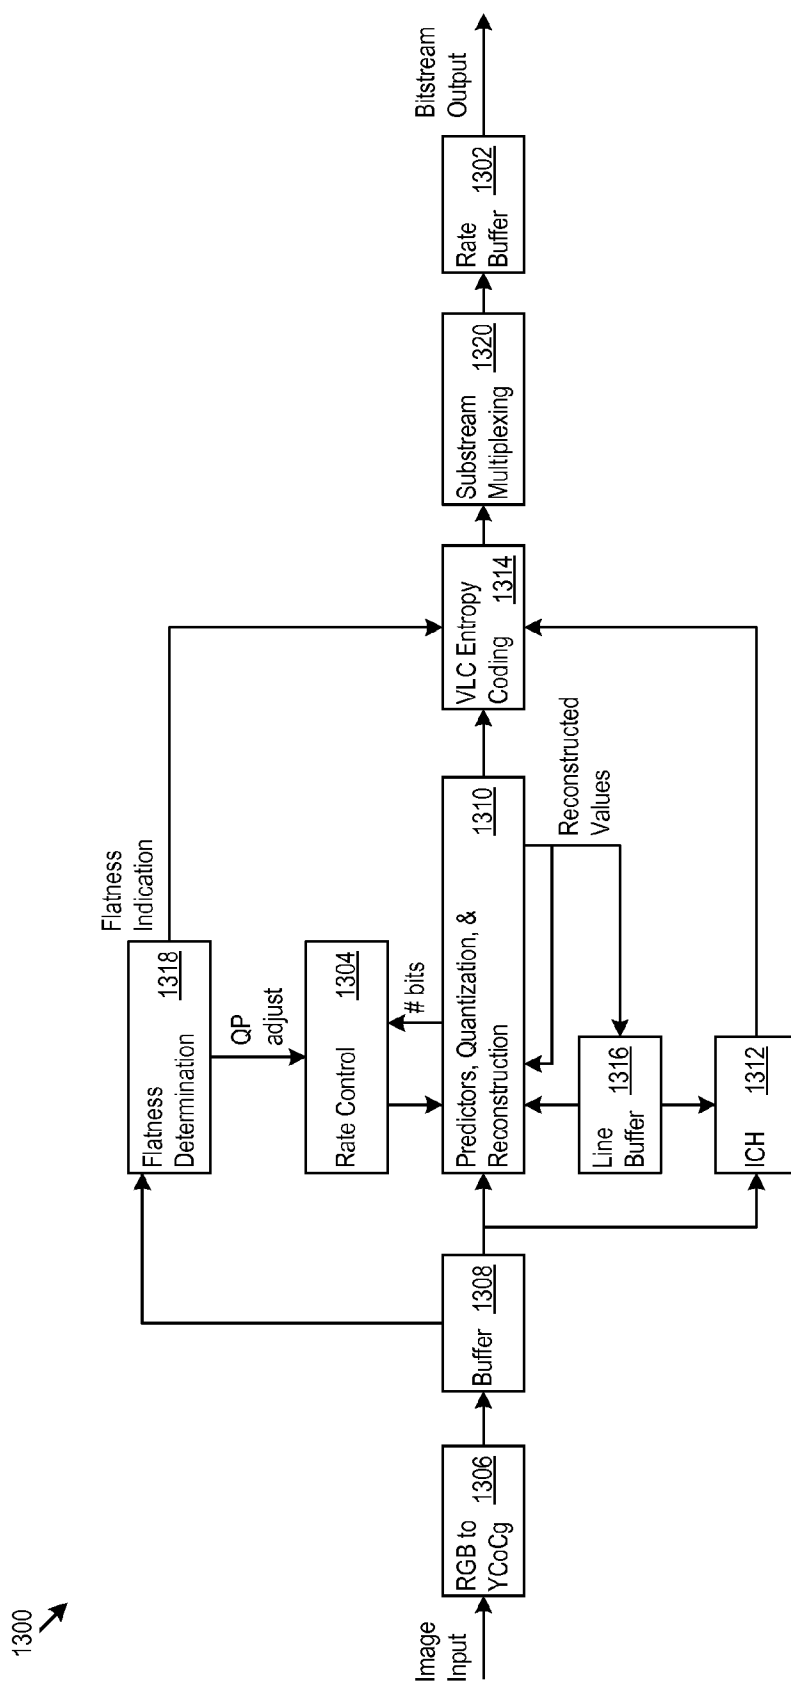 1300
Image
Input
RGB to
YCoCg 1306
Buffer 1308
Flatness
Determination 1318
Flatness
Indication
QP
adjust
Rate Control 1304
# bits
Predictors, Quantization, &
Reconstruction 1310
Reconstructed
Values
Line
Buffer 1316
ICH 1312
VLC Entropy
Coding 1314
Substream
Multiplexing 1320
Rate
Buffer 1302
Bitstream
Output